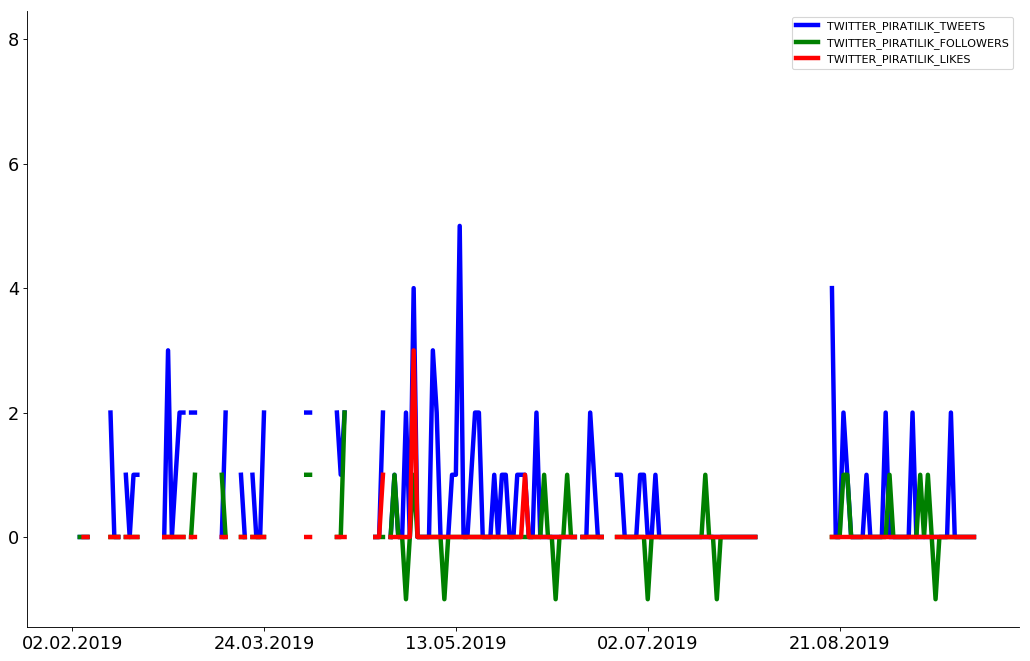 TWITTER_PIRATILIK_TWEETS
TWITTER_PIRATILIK_FOLLOWERS
TWITTER_PIRATILIK_LIKES
8
6
4
2
0
02.02.2019 24.03.2019 13.05.2019 02.07.2019 21.08.2019